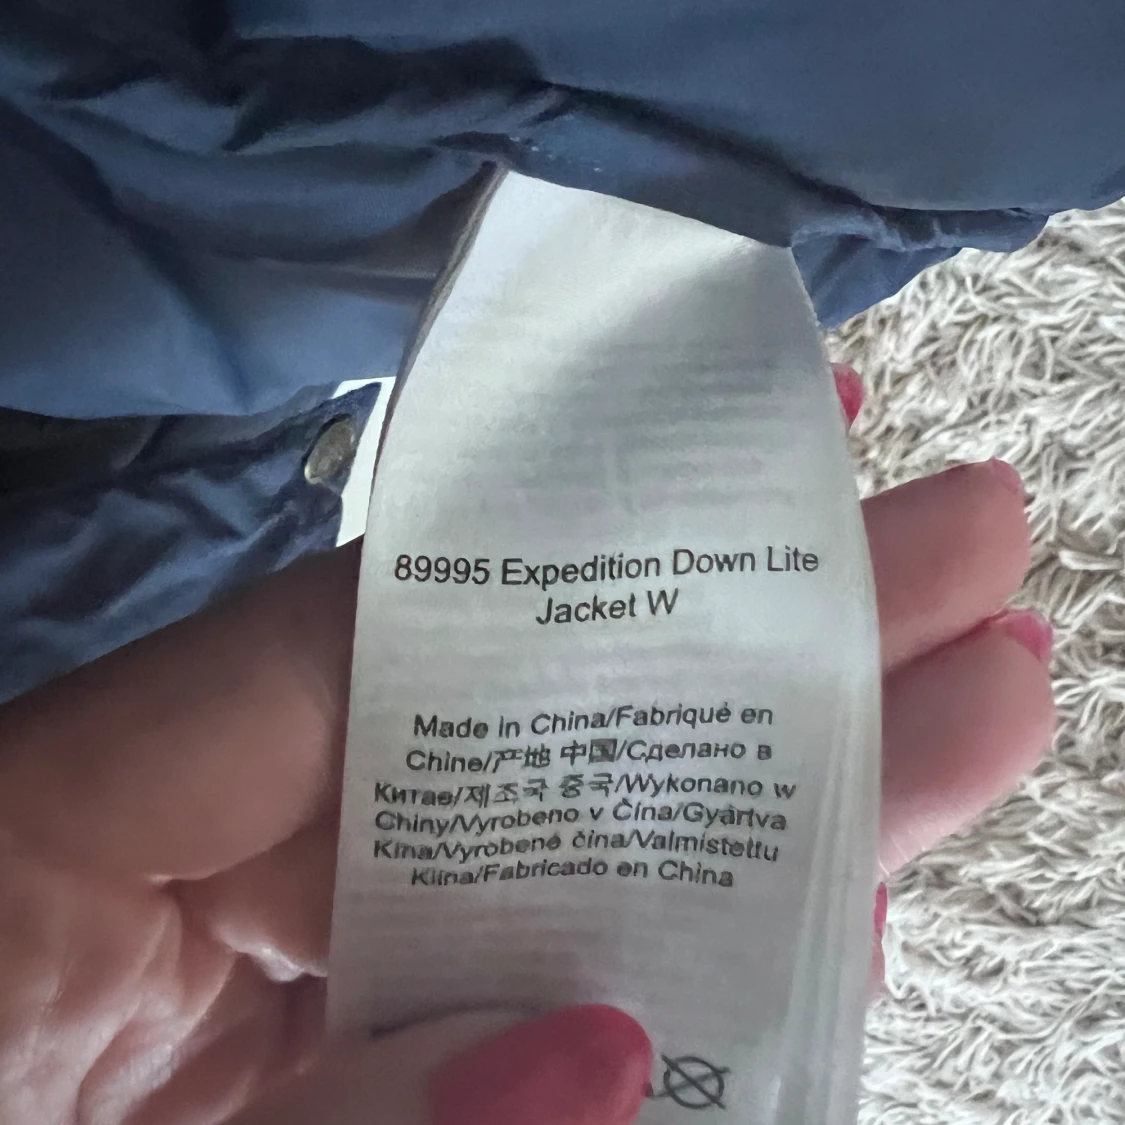 89995 Expedition Down Lite
Jacket W
Made in China/Fabriqué en
Chine/产地 中国/Сделано в
Китае/제조국 중국/Wykonano w
Chiny/Vyrobeno v Čína/Gyártva
Kína/Vyrobené čína/Valmistettu
Kiina/Fabricado en China